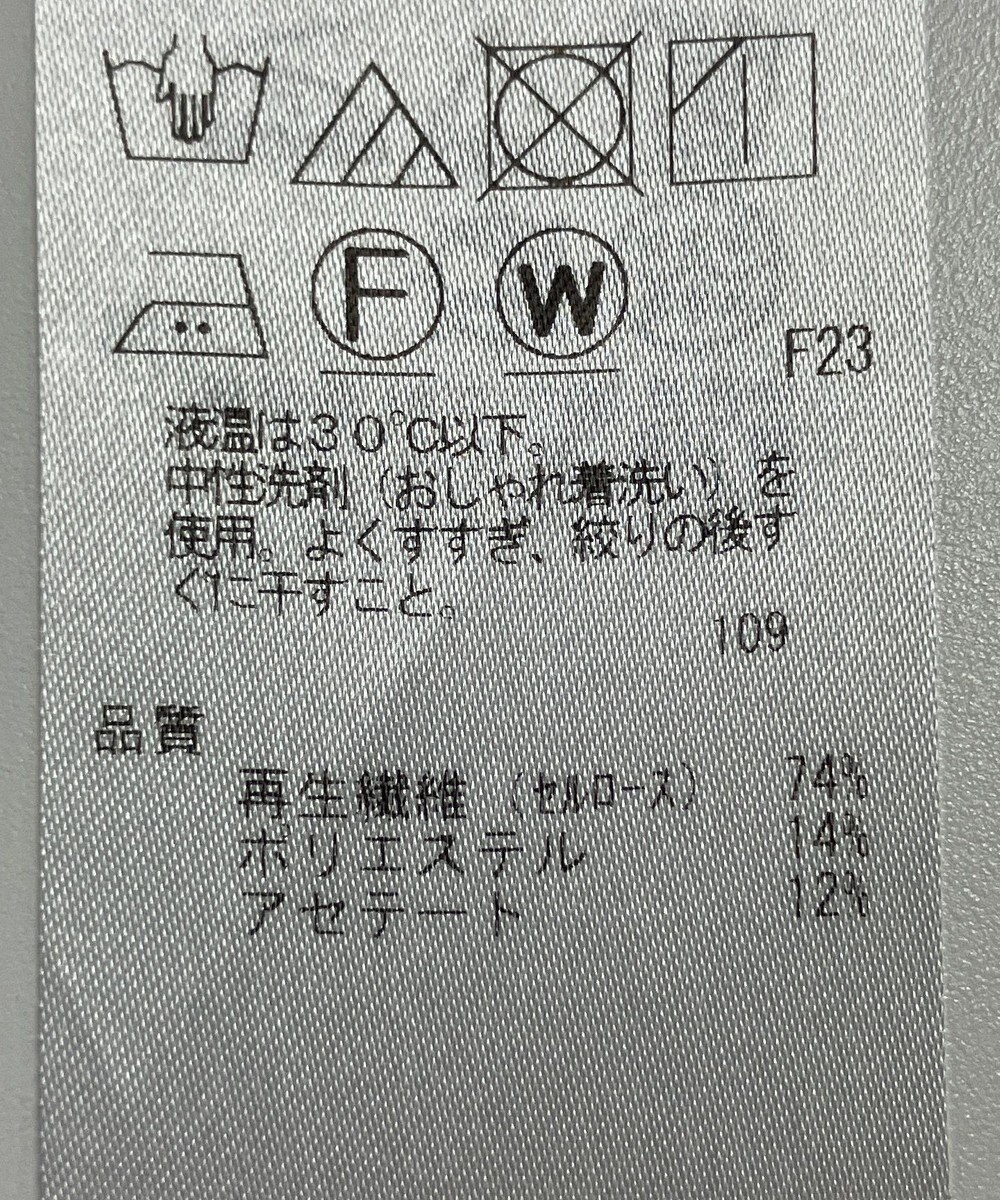 F W
F23
液温は30℃以下。
中性洗剤（おしゃれ着洗い）を
使用。よくすすぎ、絞りの後す
ぐに干すこと。
109
品質
再生繊維（セルロース） 74%
ポリエステル 14%
アセテート 12%